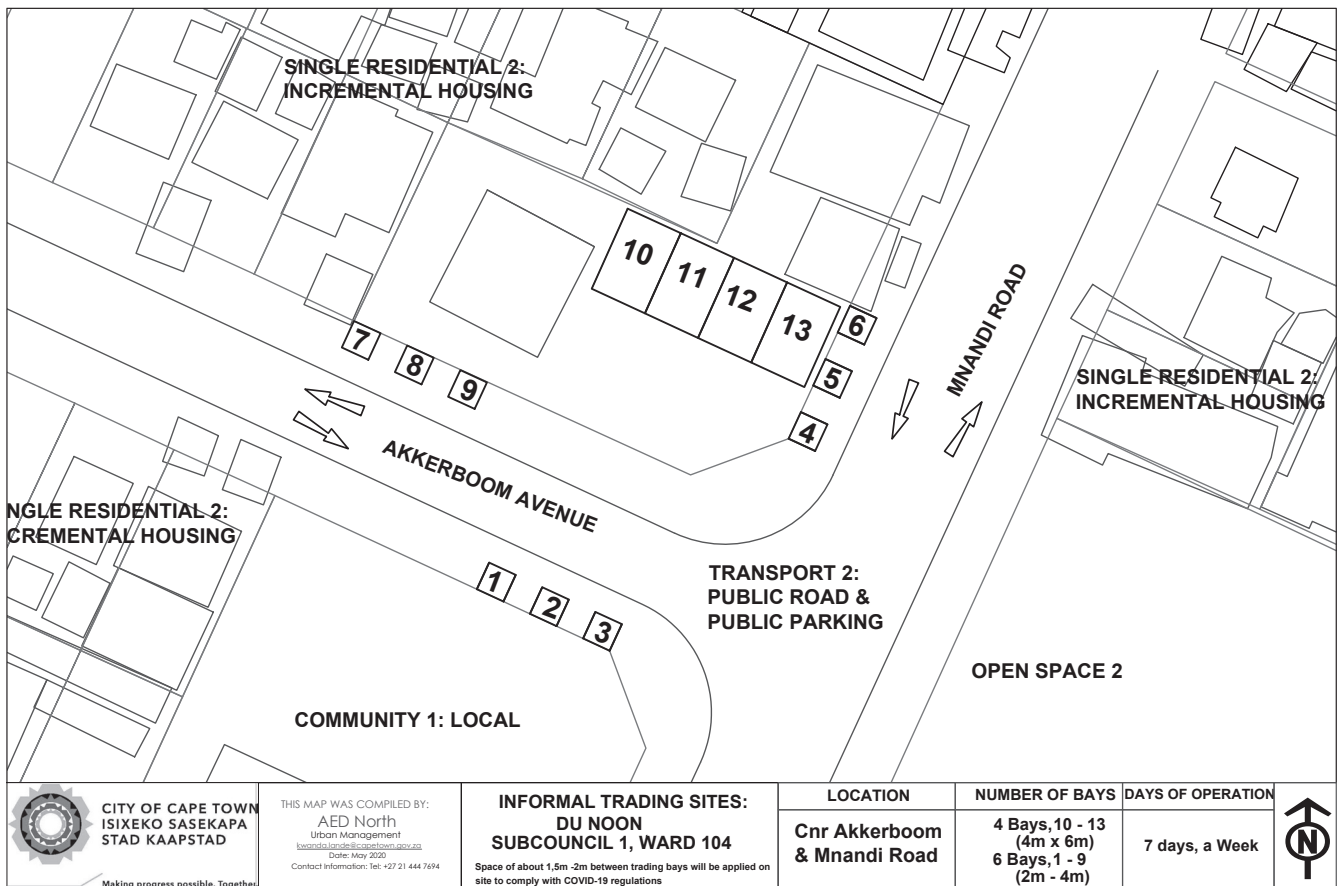 SINGLE RESIDENTIAL 2:
INCREMENTAL HOUSING
10
11
12
13
6
5
4
7
8
9
MNANDI ROAD
SINGLE RESIDENTIAL 2:
INCREMENTAL HOUSING
AKKERBOOM AVENUE
NGLE RESIDENTIAL 2:
CREMENTAL HOUSING
1
2
3
TRANSPORT 2:
PUBLIC ROAD &
PUBLIC PARKING
OPEN SPACE 2
COMMUNITY 1: LOCAL
CITY OF CAPE TOWN
ISIXEKO SASEKAPA
STAD KAAPSTAD
Making progress possible. Together
THIS MAP WAS COMPILED BY:
AED North
Urban Management
kwanda.lande@capetown.gov.za
Date: May 2020
Contact Information: Tel: +27 21 444 7694
INFORMAL TRADING SITES:
DU NOON
SUBCOUNCIL 1, WARD 104
Space of about 1,5m -2m between trading bays will be applied on
site to comply with COVID-19 regulations
LOCATION
Cnr Akkerboom
& Mnandi Road
NUMBER OF BAYS
4 Bays,10 - 13
(4m x 6m)
6 Bays,1 - 9
(2m - 4m)
DAYS OF OPERATION
7 days, a Week
N